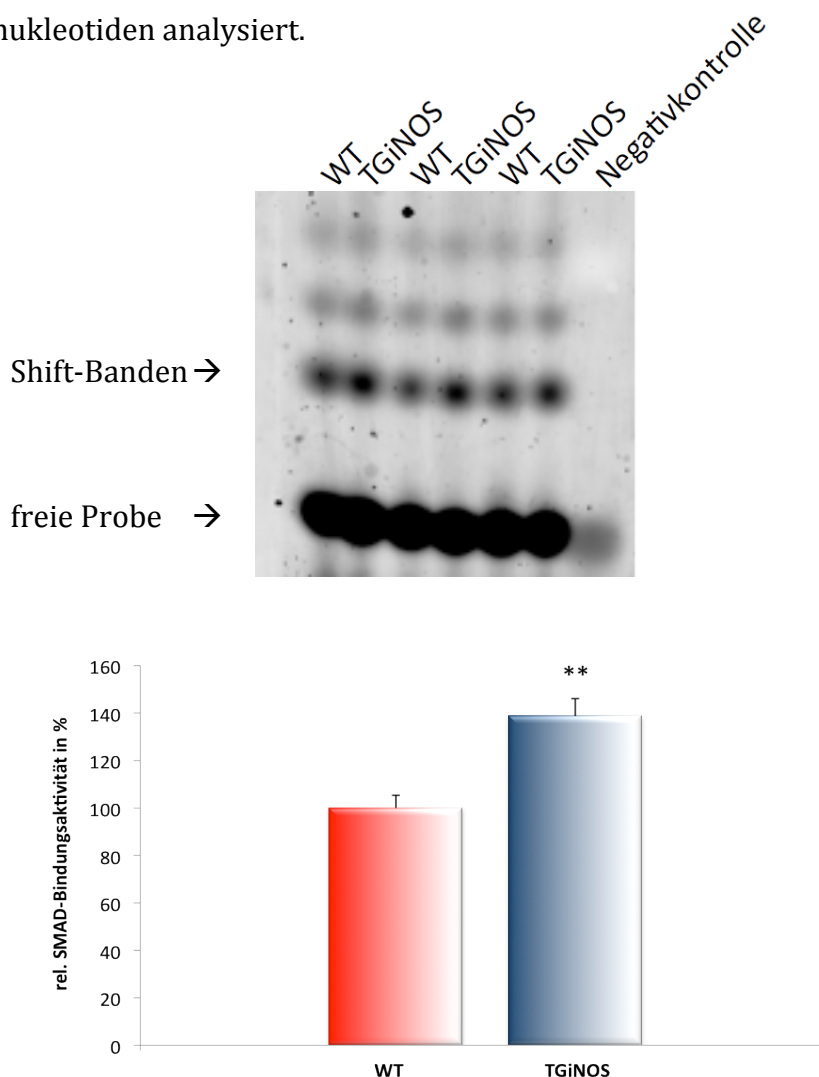 nukleotiden analysiert.
WT TGiNOS WT TGiNOS WT TGiNOS Negativkontrolle
Shift-Banden →
freie Probe →
**
160
140
120
100
80
60
40
20
0
rel. SMAD-Bindungsaktivität in %
WT TGiNOS